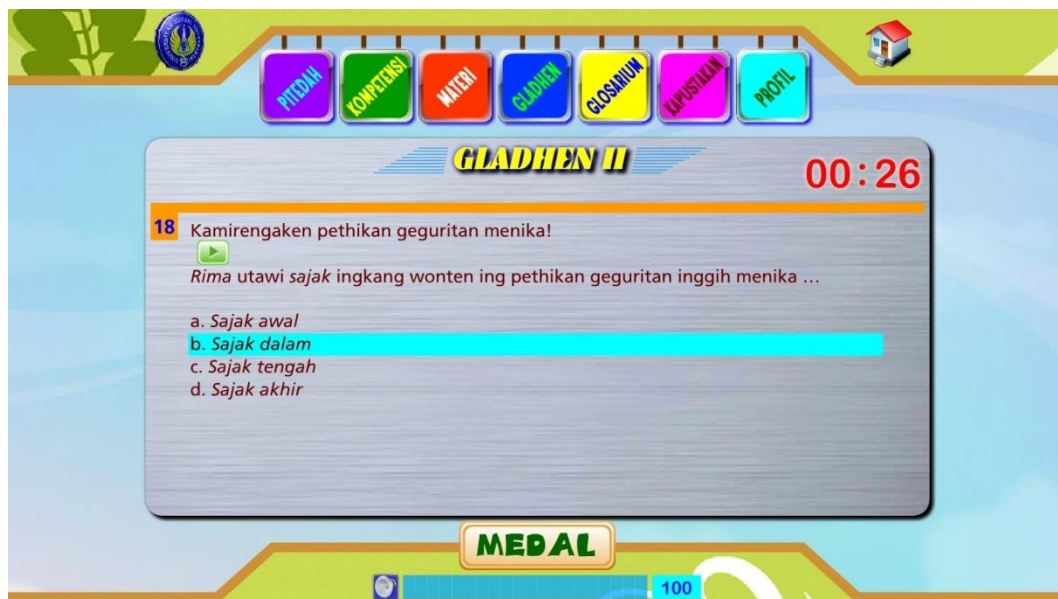 PITEDAH
KOMPETENSI
MATERI
GLADHEN
GLOSARIUM
KAPUSTAKAN
PROFIL
GLADHEN II
00:26
18 Kamirengaken pethikan geguritan menika!
Rima utawi sajak ingkang wonten ing pethikan geguritan inggih menika ...
a. Sajak awal
b. Sajak dalam
c. Sajak tengah
d. Sajak akhir
MEDAL
100